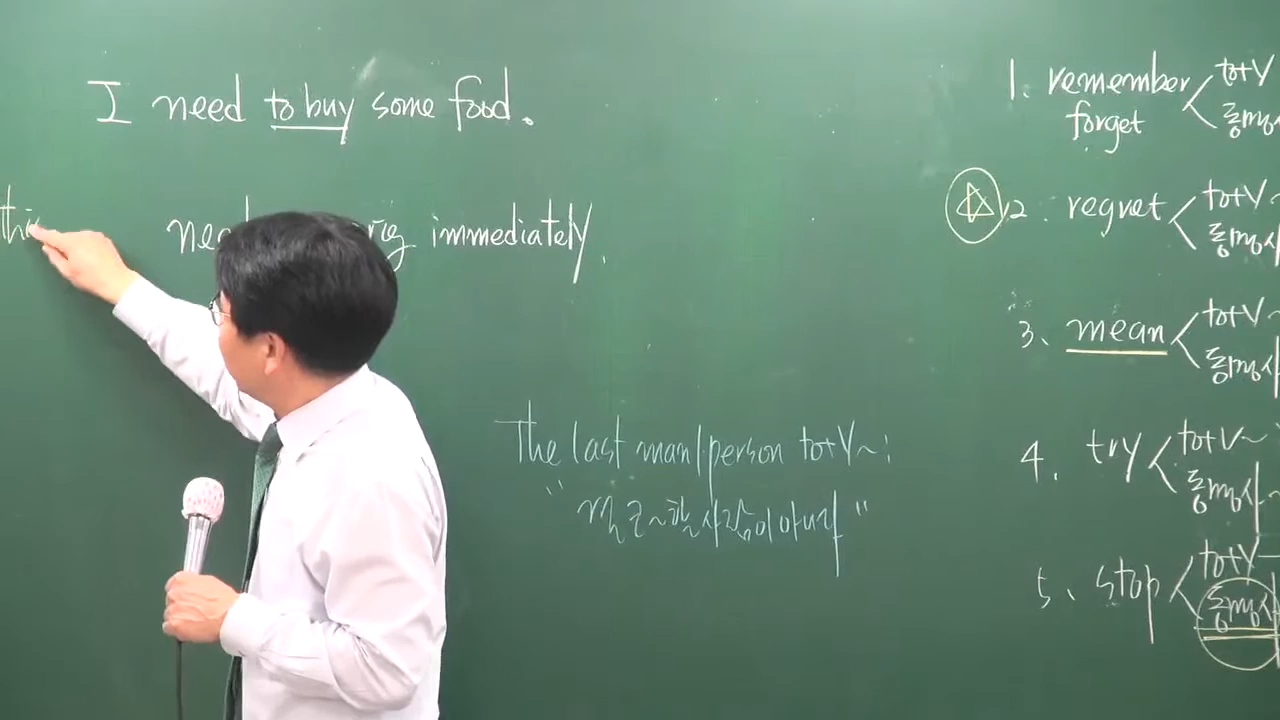 I need to buy some food.
immediately.
The last man/person to+V~:
"결코 ~할 사람이 아니다"
1. remember to+V
forget 동명사
2. regret to+V~
동명사
3. mean to+V~
동명사
4. try to+V~
동명사~
5. stop to+V
동명사